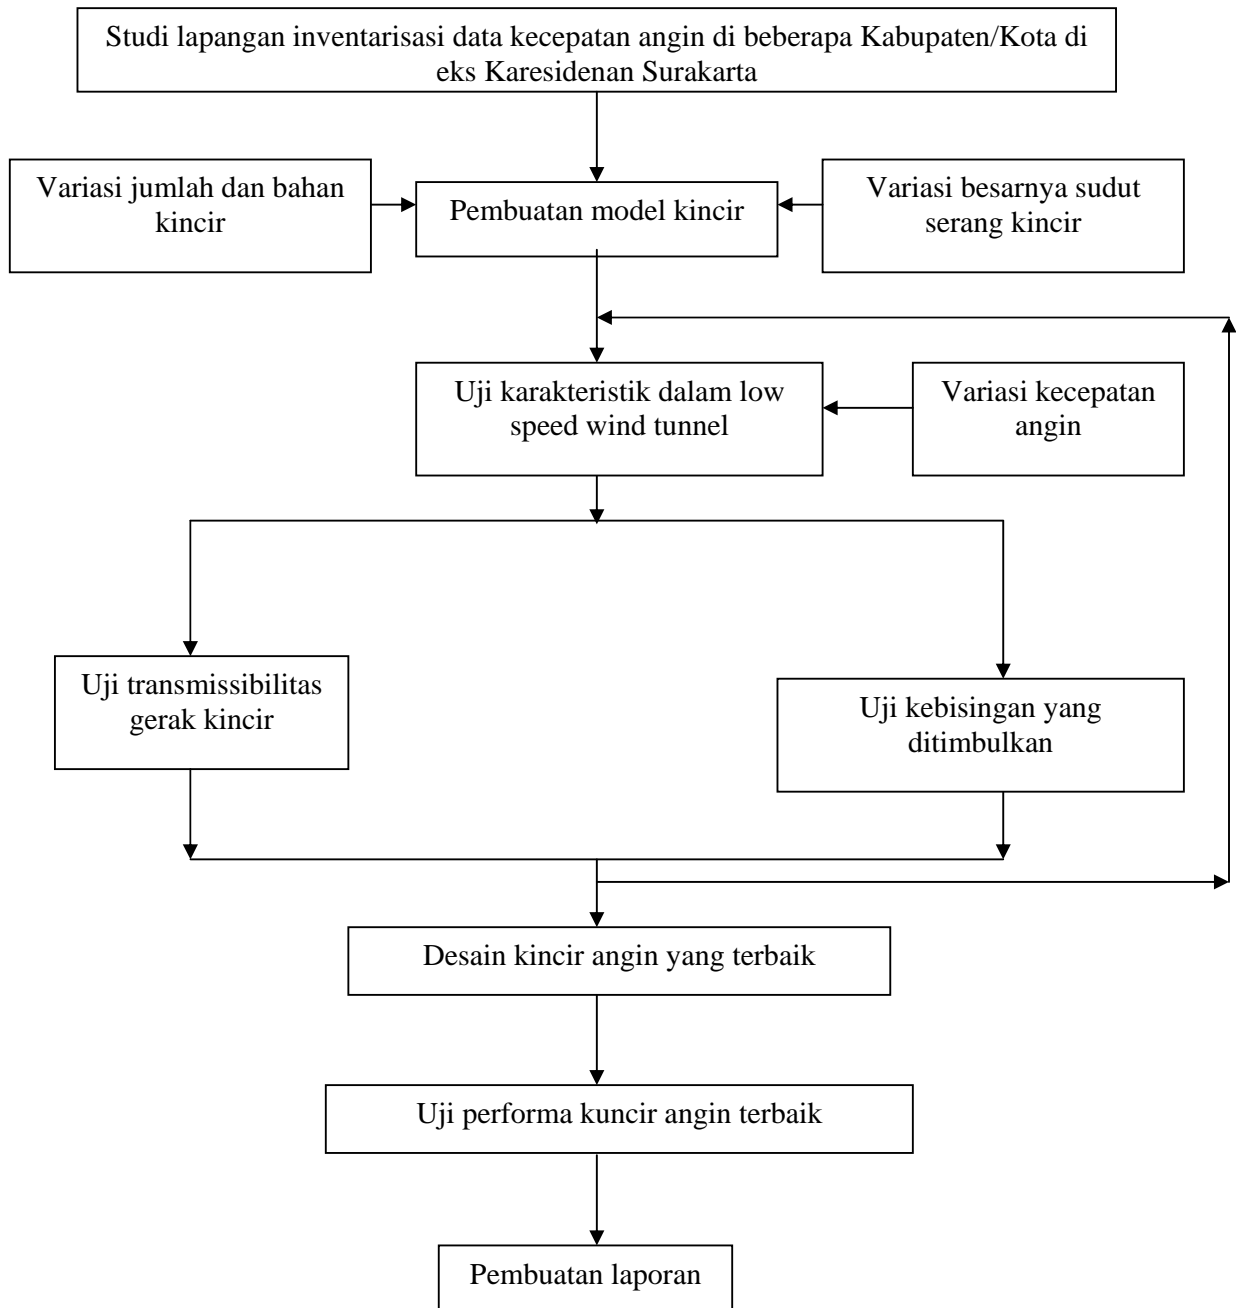 Studi lapangan inventarisasi data kecepatan angin di beberapa Kabupaten/Kota di
eks Karesidenan Surakarta
Variasi jumlah dan bahan
kincir
Pembuatan model kincir
Variasi besarnya sudut
serang kincir
Uji karakteristik dalam low
speed wind tunnel
Variasi kecepatan
angin
Uji transmissibilitas
gerak kincir
Uji kebisingan yang
ditimbulkan
Desain kincir angin yang terbaik
Uji performa kuncir angin terbaik
Pembuatan laporan